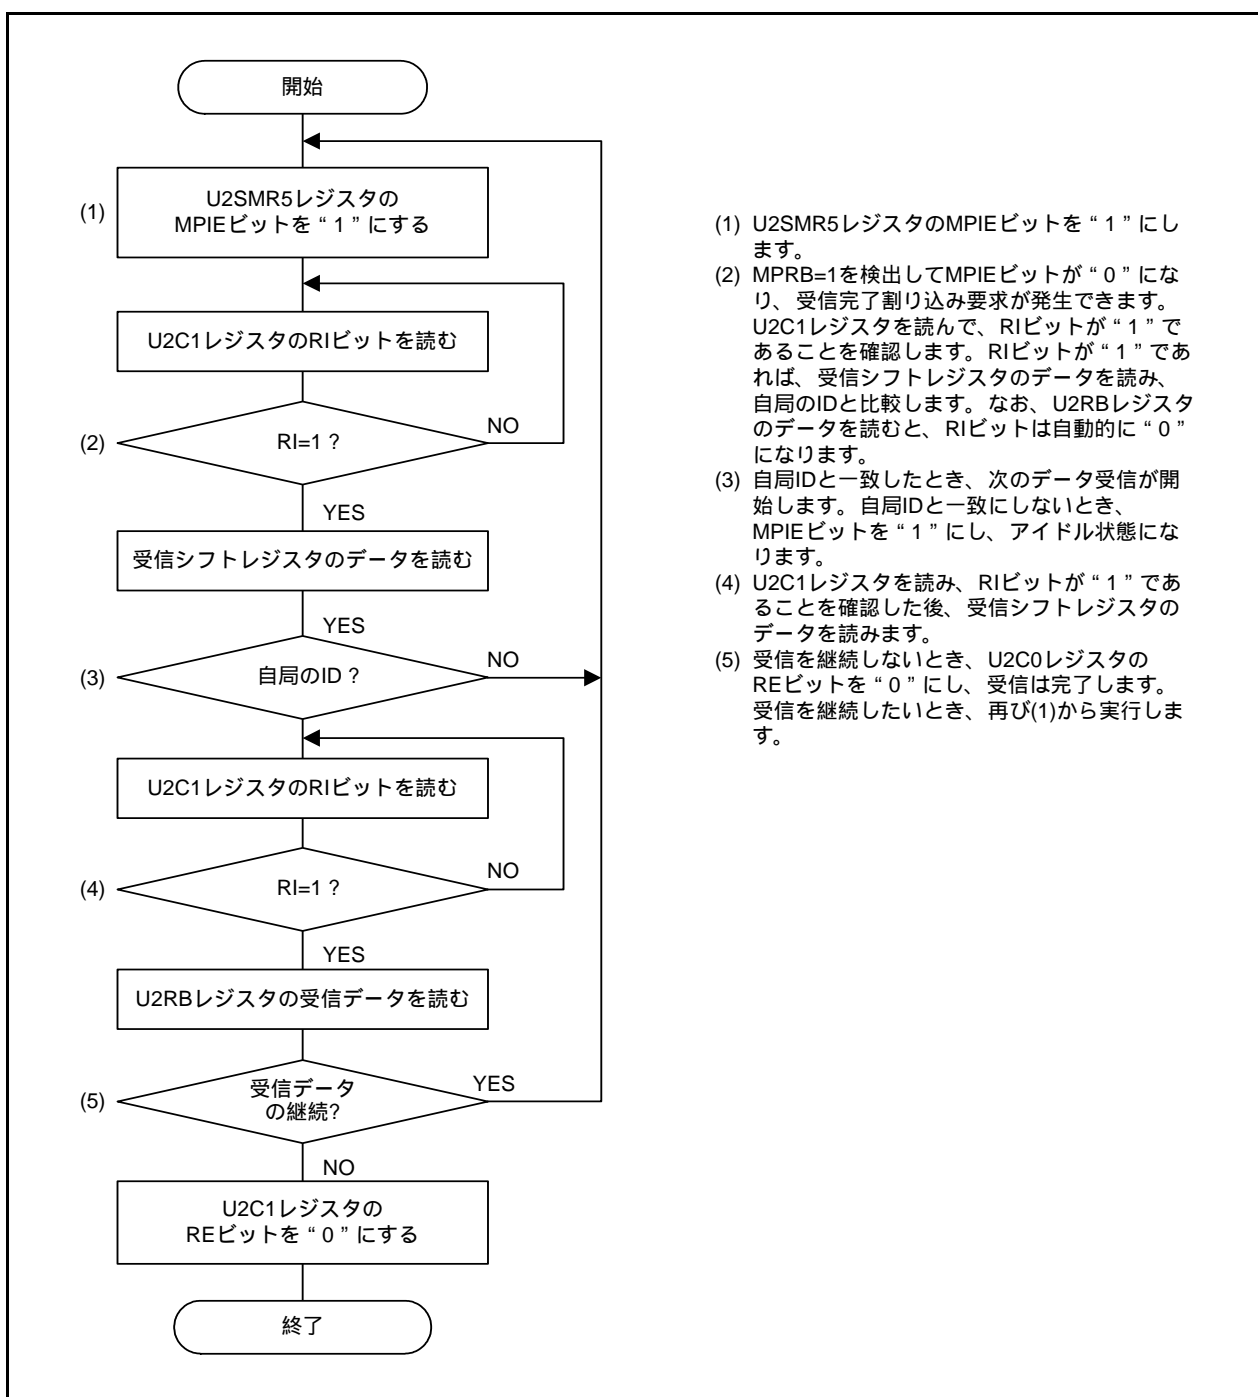 開始
(1)
U2SMR5レジスタの
MPIEビットを“1”にする
U2C1レジスタのRIビットを読む
(2)
RI=1？
NO
YES
受信シフトレジスタのデータを読む
YES
(3)
自局のID？
NO
U2C1レジスタのRIビットを読む
(4)
RI=1？
NO
YES
U2RBレジスタの受信データを読む
(5)
受信データ
の継続?
YES
NO
U2C1レジスタの
REビットを“0”にする
終了
(1) U2SMR5レジスタのMPIEビットを“1”にし
ます。
(2) MPRB=1を検出してMPIEビットが“0”にな
り、受信完了割り込み要求が発生できます。
U2C1レジスタを読んで、RIビットが“1”で
あることを確認します。RIビットが“1”であ
れば、受信シフトレジスタのデータを読み、
自局のIDと比較します。なお、U2RBレジスタ
のデータを読むと、RIビットは自動的に“0”
になります。
(3) 自局IDと一致したとき、次のデータ受信が開
始します。自局IDと一致にしないとき、
MPIEビットを“1”にし、アイドル状態にな
ります。
(4) U2C1レジスタを読み、RIビットが“1”であ
ることを確認した後、受信シフトレジスタの
データを読みます。
(5) 受信を継続しないとき、U2C0レジスタの
REビットを“0”にし、受信は完了します。
受信を継続したいとき、再び(1)から実行しま
す。